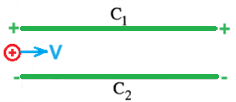 C₁
+ +
+ V
- -
C₂